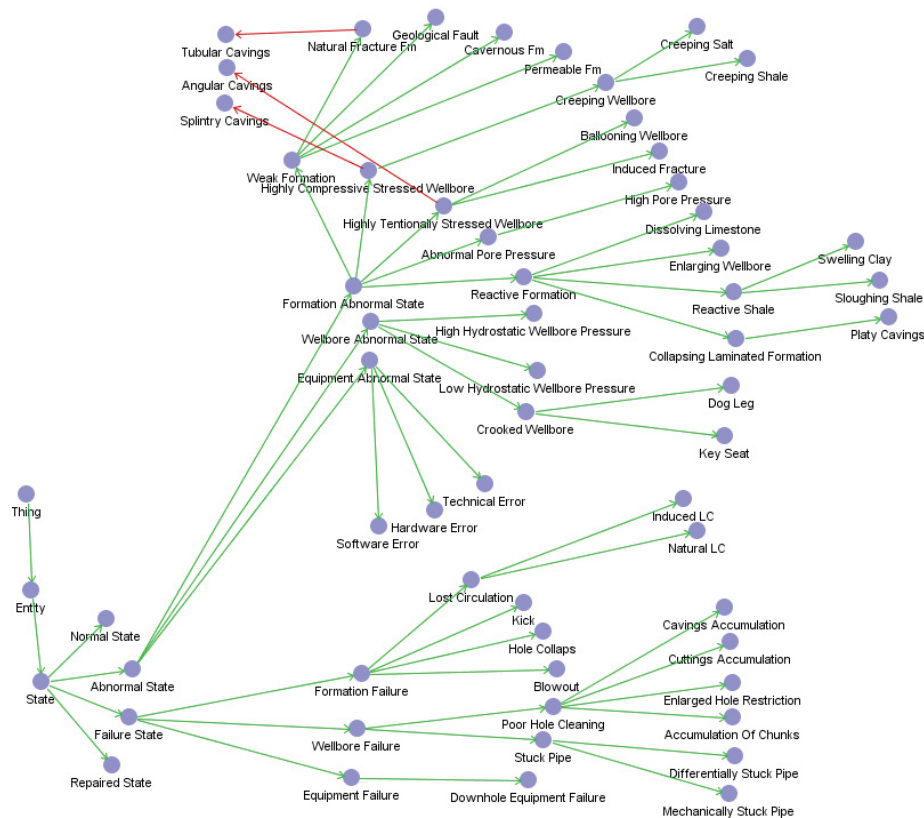 Geological Fault
Creeping Salt
Tubular Cavings
Natural Fracture Fm
Cavernous Fm
Permeable Fm
Creeping Shale
Angular Cavings
Creeping Wellbore
Splintry Cavings
Ballooning Wellbore
Induced Fracture
Weak Formation
Highly Compressive Stressed Wellbore
High Pore Pressure
Highly Tentionally Stressed Wellbore
Dissolving Limestone
Abnormal Pore Pressure
Enlarging Wellbore
Swelling Clay
Formation Abnormal State
Reactive Formation
Reactive Shale
Sloughing Shale
High Hydrostatic Wellbore Pressure
Platy Cavings
Wellbore Abnormal State
Collapsing Laminated Formation
Equipment Abnormal State
Low Hydrostatic Wellbore Pressure
Dog Leg
Crooked Wellbore
Key Seat
Technical Error
Thing
Hardware Error
Induced LC
Software Error
Natural LC
Lost Circulation
Entity
Kick
Cavings Accumulation
Normal State
Hole Collaps
Cuttings Accumulation
Abnormal State
Formation Failure
Blowout
State
Enlarged Hole Restriction
Poor Hole Cleaning
Failure State
Accumulation Of Chunks
Wellbore Failure
Stuck Pipe
Differentially Stuck Pipe
Repaired State
Equipment Failure
Downhole Equipment Failure
Mechanically Stuck Pipe